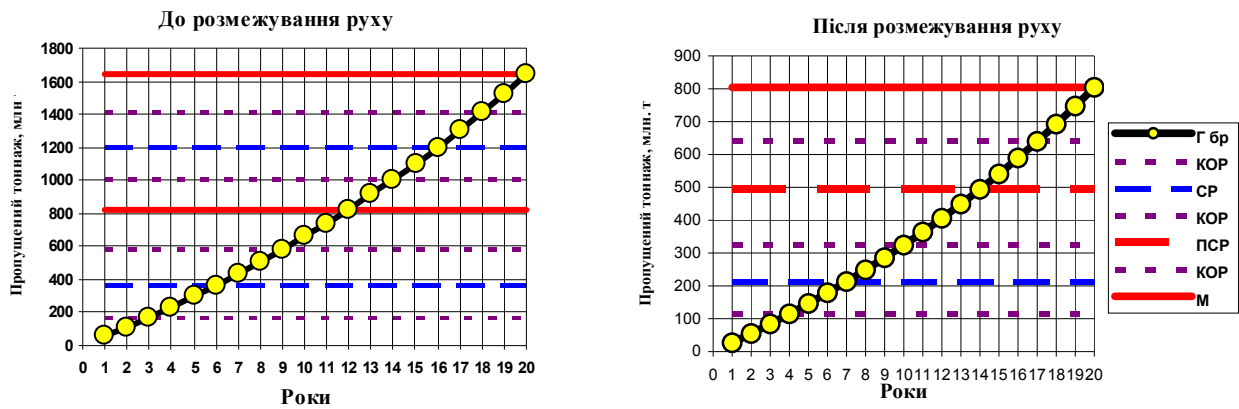 До розмежування руху
Пропущений тоннаж, млн
1800
1600
1400
1200
1000
800
600
400
200
0
0 1 2 3 4 5 6 7 8 9 10 11 12 13 14 15 16 17 18 19 20
Роки
Після розмежування руху
Пропущений тоннаж, млн. т
900
800
700
600
500
400
300
200
100
0
0 1 2 3 4 5 6 7 8 9 10 11 12 13 14 15 16 17 18 19 20
Роки
Г бр
КОР
СР
КОР
ПСР
КОР
М